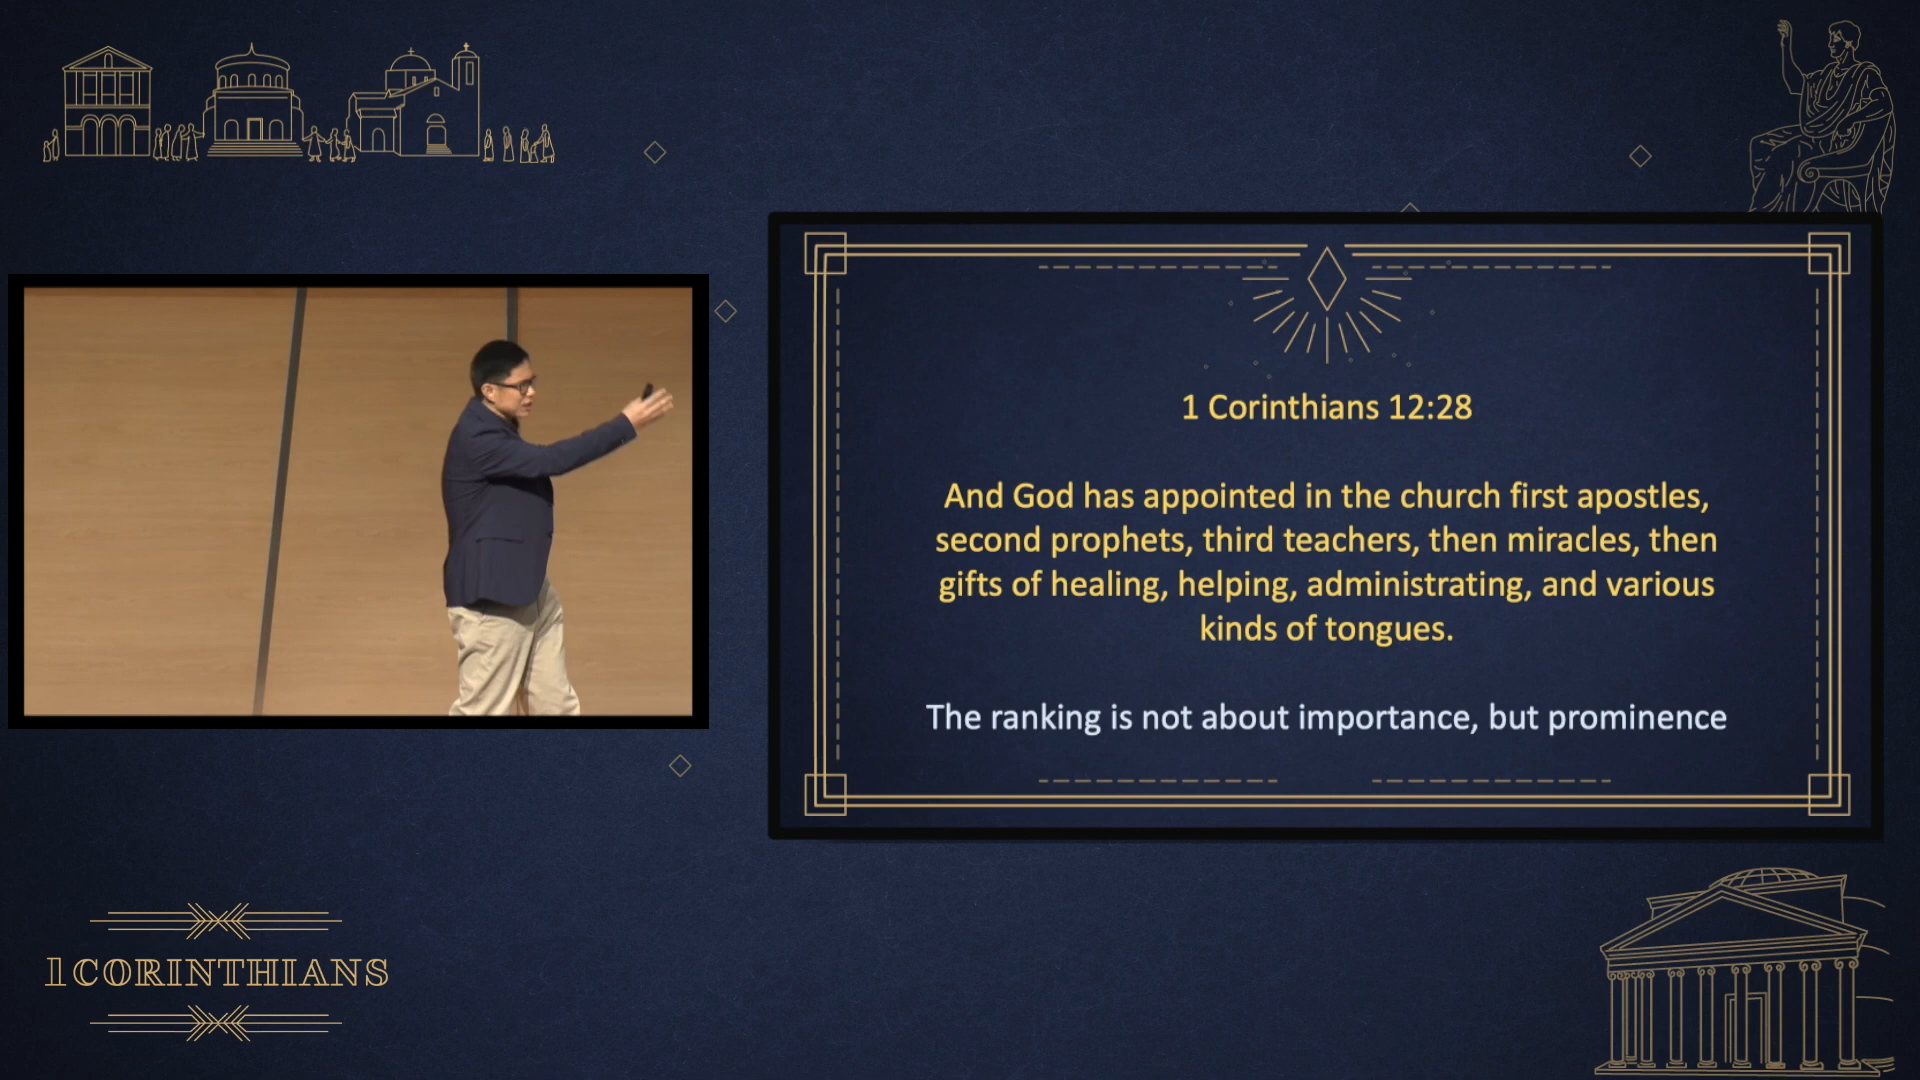 1 Corinthians 12:28
And God has appointed in the church first apostles,
second prophets, third teachers, then miracles, then
gifts of healing, helping, administrating, and various
kinds of tongues.
The ranking is not about importance, but prominence
1 CORINTHIANS